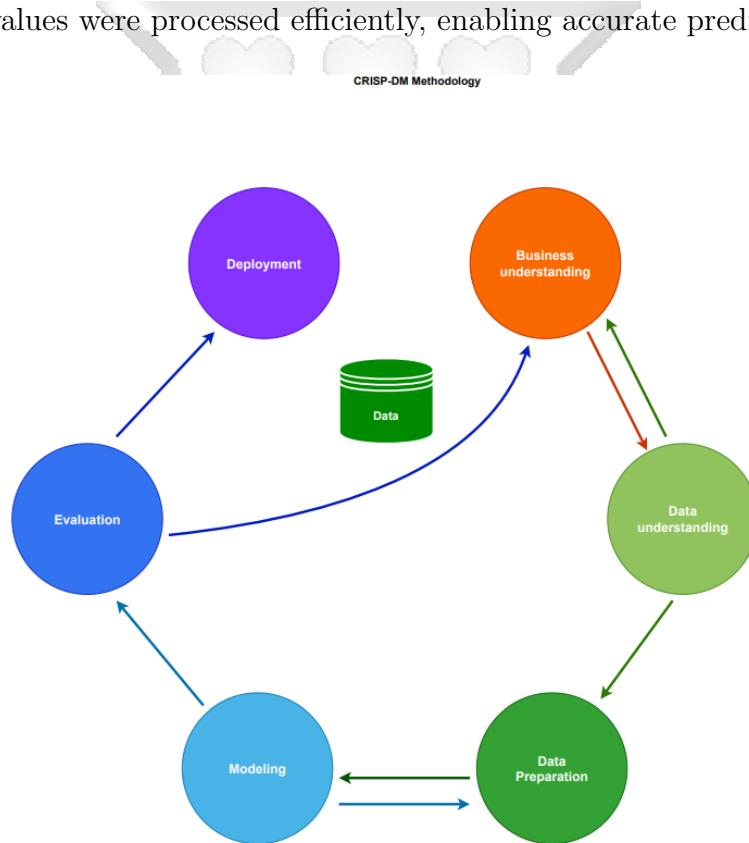 values were processed efficiently, enabling accurate
CRISP-DM Methodology
Deployment
Business
understanding
Data
Evaluation
Data
understanding
Modeling
Data
Preparation